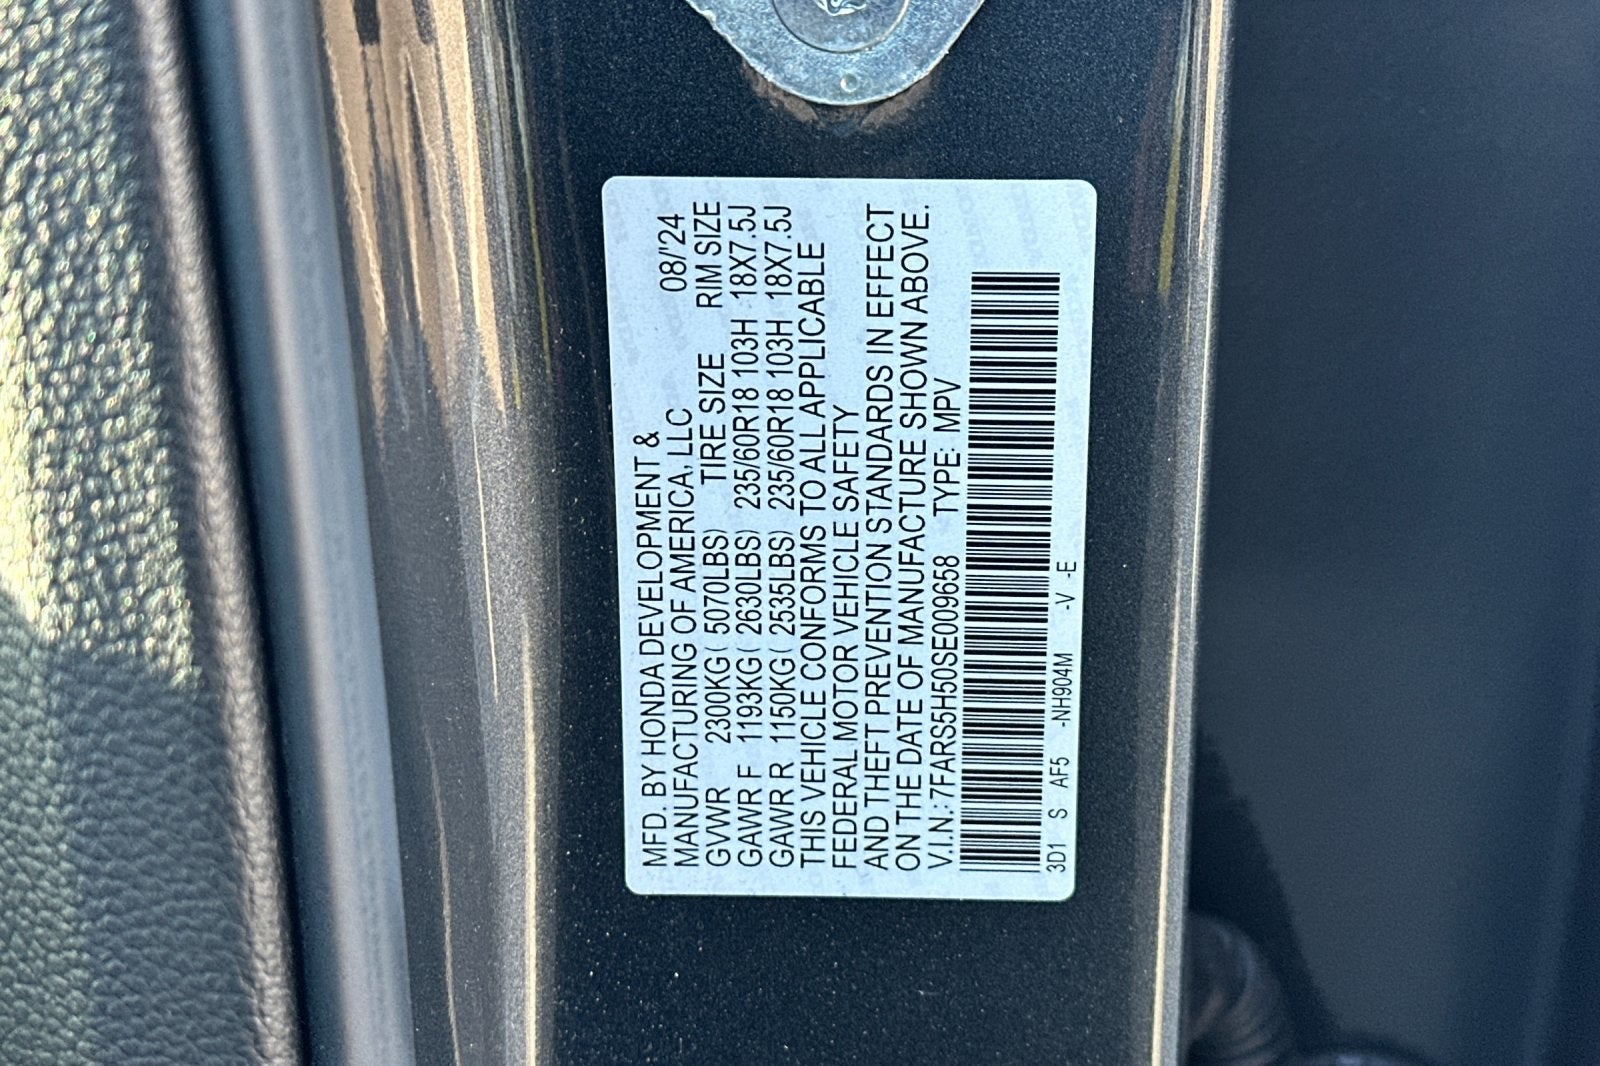 MFD. BY HONDA DEVELOPMENT & 08/'24
MANUFACTURING OF AMERICA, LLC
GVWR 2300KG( 5070LBS) TIRE SIZE RIM SIZE
GAWR F 1193KG( 2630LBS) 235/60R18 103H 18X7.5J
GAWR R 1150KG( 2535LBS) 235/60R18 103H 18X7.5J
THIS VEHICLE CONFORMS TO ALL APPLICABLE
FEDERAL MOTOR VEHICLE SAFETY
AND THEFT PREVENTION STANDARDS IN EFFECT
ON THE DATE OF MANUFACTURE SHOWN ABOVE.
V.I.N.: 7FARS5H50SE009658 TYPE: MPV
3D1 S AF5 -NH904M -V -E